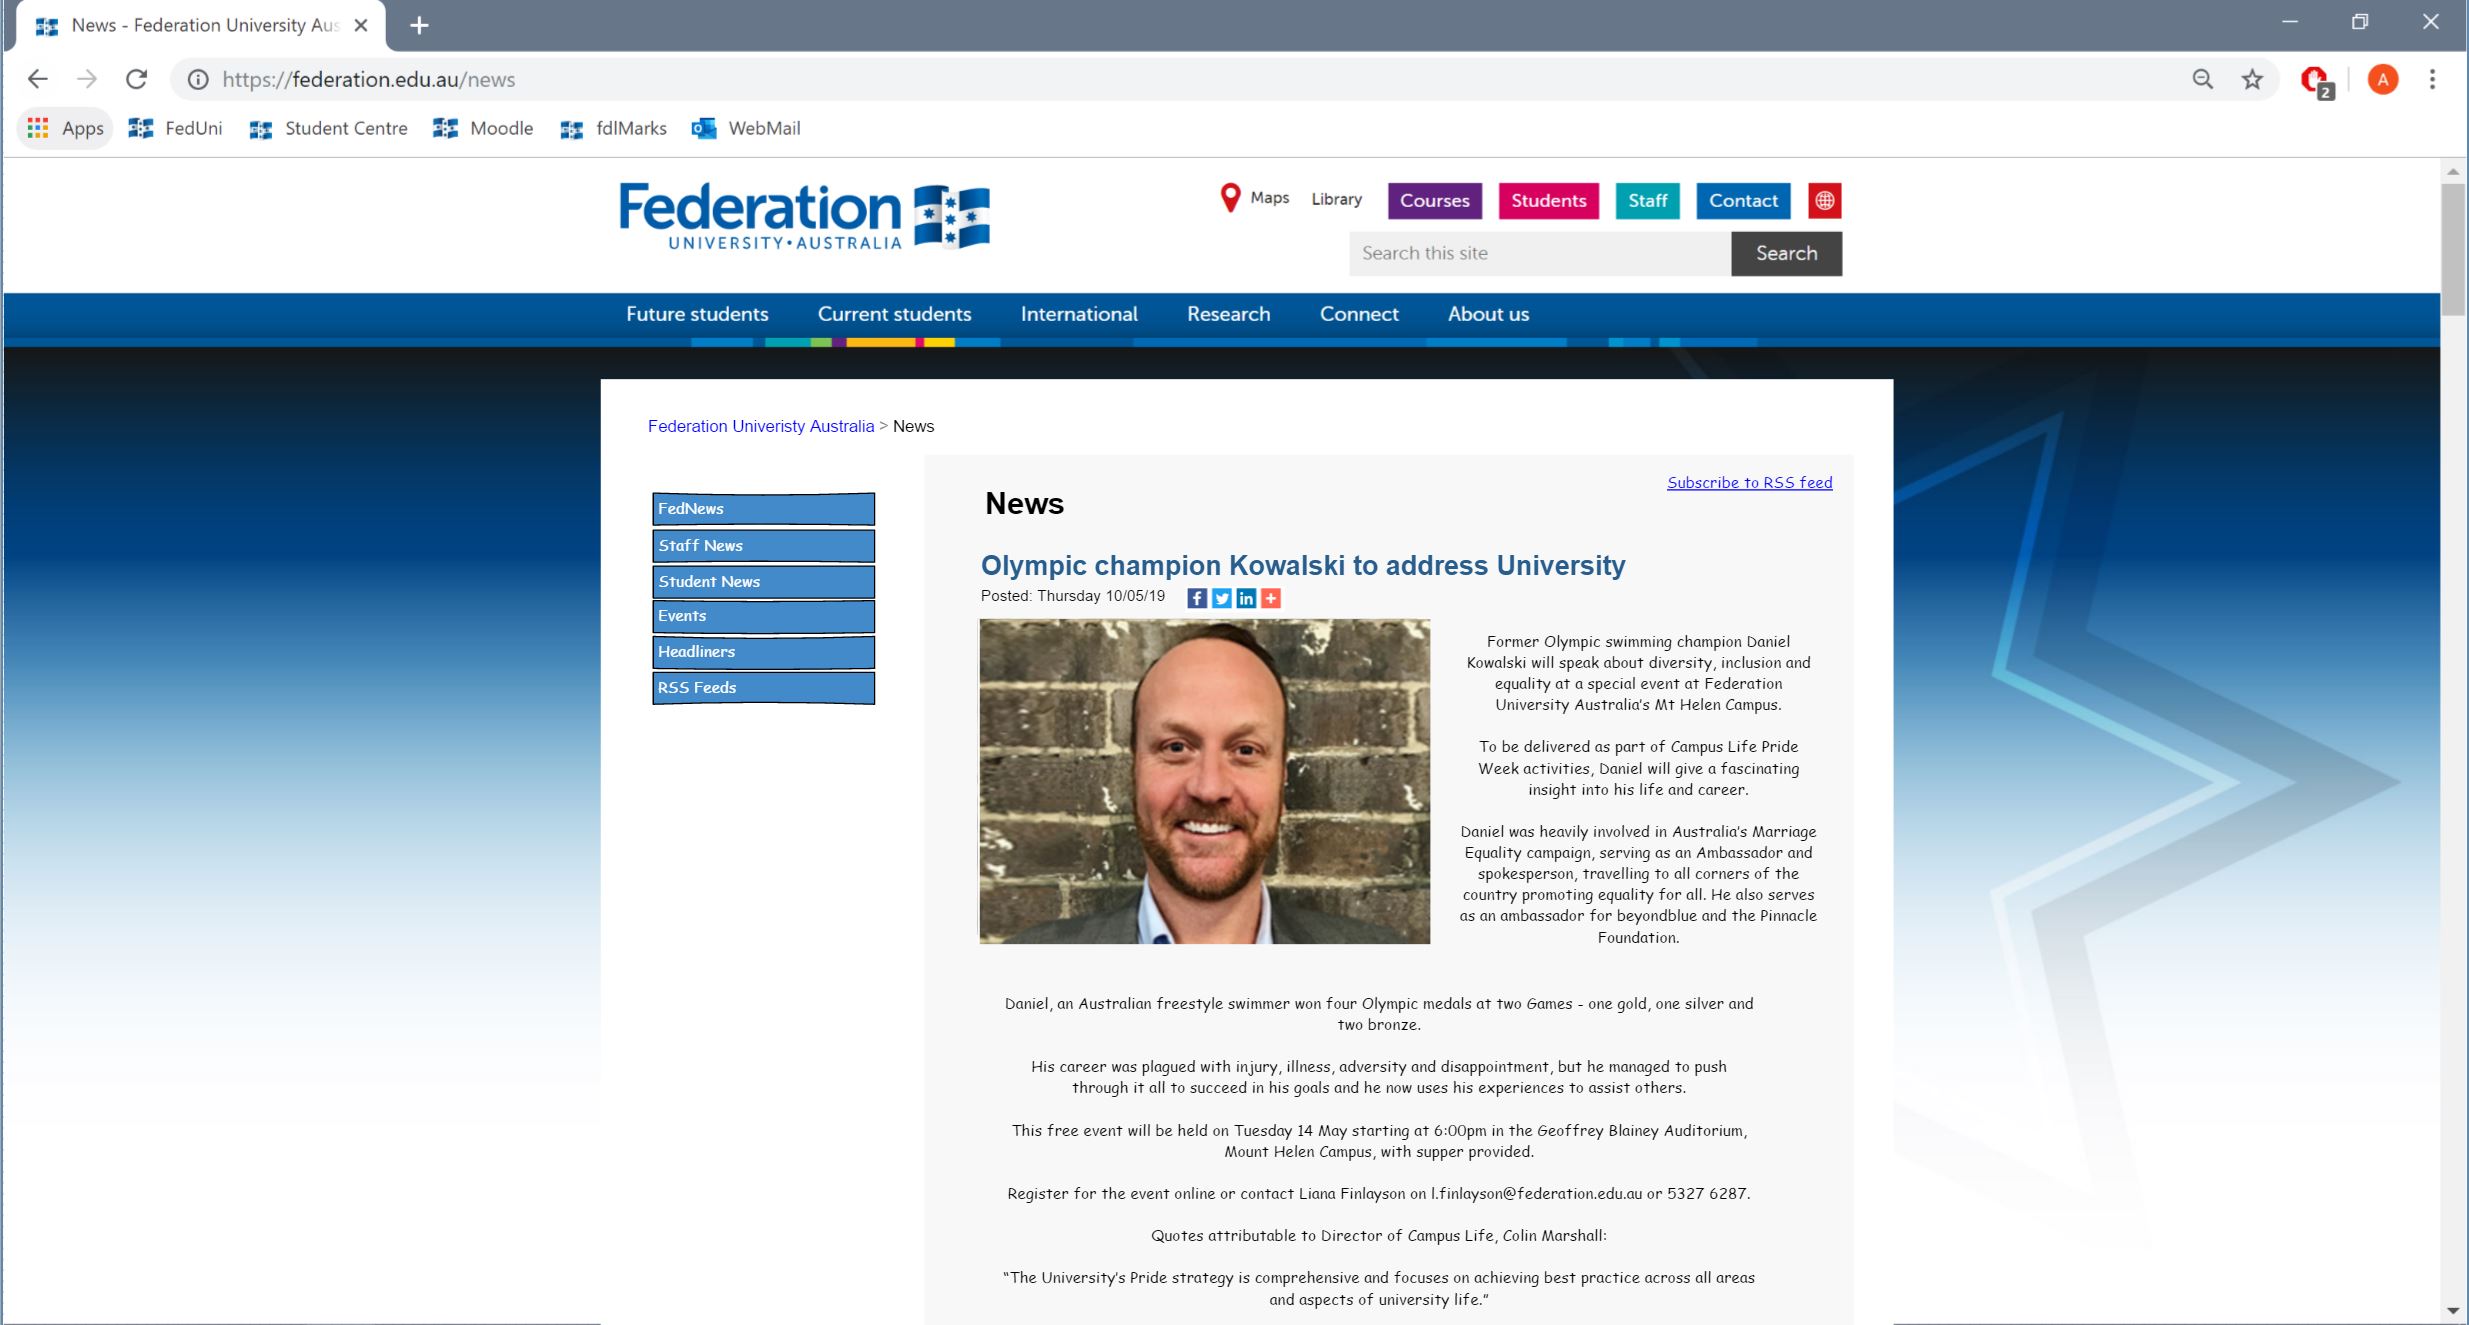 News - Federation University Aus
https://federation.edu.au/news
2
A
Apps FedUni Student Centre Moodle fdlMarks WebMail
Federation
UNIVERSITY•AUSTRALIA
Maps Library Courses Students Staff Contact
Search this site Search
Future students Current students International Research Connect About us
Federation Univeristy Australia > News
FedNews
Staff News
Student News
Events
Headliners
RSS Feeds
Subscribe to RSS feed
News
Olympic champion Kowalski to address University
Posted: Thursday 10/05/19
Former Olympic swimming champion Daniel
Kowalski will speak about diversity, inclusion and
equality at a special event at Federation
University Australia's Mt Helen Campus.
To be delivered as part of Campus Life Pride
Week activities, Daniel will give a fascinating
insight into his life and career.
Daniel was heavily involved in Australia's Marriage
Equality campaign, serving as an Ambassador and
spokesperson, travelling to all corners of the
country promoting equality for all. He also serves
as an ambassador for beyondblue and the Pinnacle
Foundation.
Daniel, an Australian freestyle swimmer won four Olympic medals at two Games - one gold, one silver and
two bronze.
His career was plagued with injury, illness, adversity and disappointment, but he managed to push
through it all to succeed in his goals and he now uses his experiences to assist others.
This free event will be held on Tuesday 14 May starting at 6:00pm in the Geoffrey Blainey Auditorium,
Mount Helen Campus, with supper provided.
Register for the event online or contact Liana Finlayson on l.finlayson@federation.edu.au or 5327 6287.
Quotes attributable to Director of Campus Life, Colin Marshall:
“The University's Pride strategy is comprehensive and focuses on achieving best practice across all areas
and aspects of university life.”